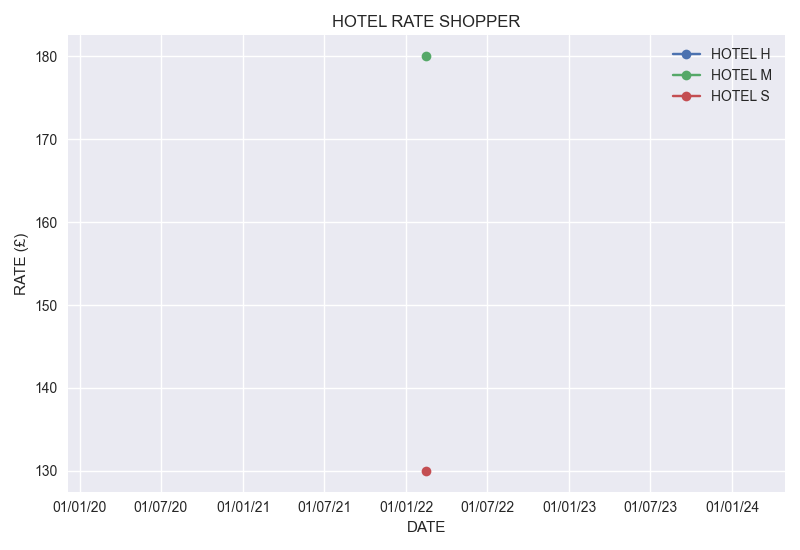 HOTEL RATE SHOPPER
HOTEL H
HOTEL M
HOTEL S
RATE (£)
180
170
160
150
140
130
01/01/20 01/07/20 01/01/21 01/07/21 01/01/22 01/07/22 01/01/23 01/07/23 01/01/24
DATE